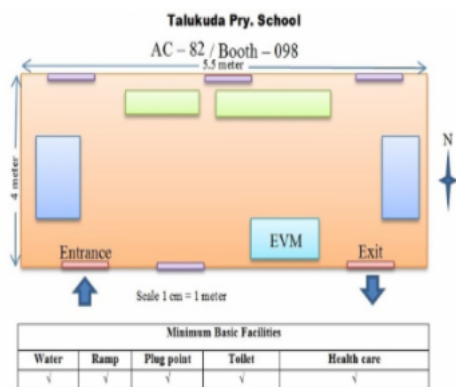 Talukuda Pry. School
AC – 82 / Booth – 098
5.5 meter
4 meter
N
Entrance
EVM
Exit
Scale 1 cm = 1 meter
Minimum Basic Facilities
Water Ramp Plug point Toilet Health care
√ √ √ √ √